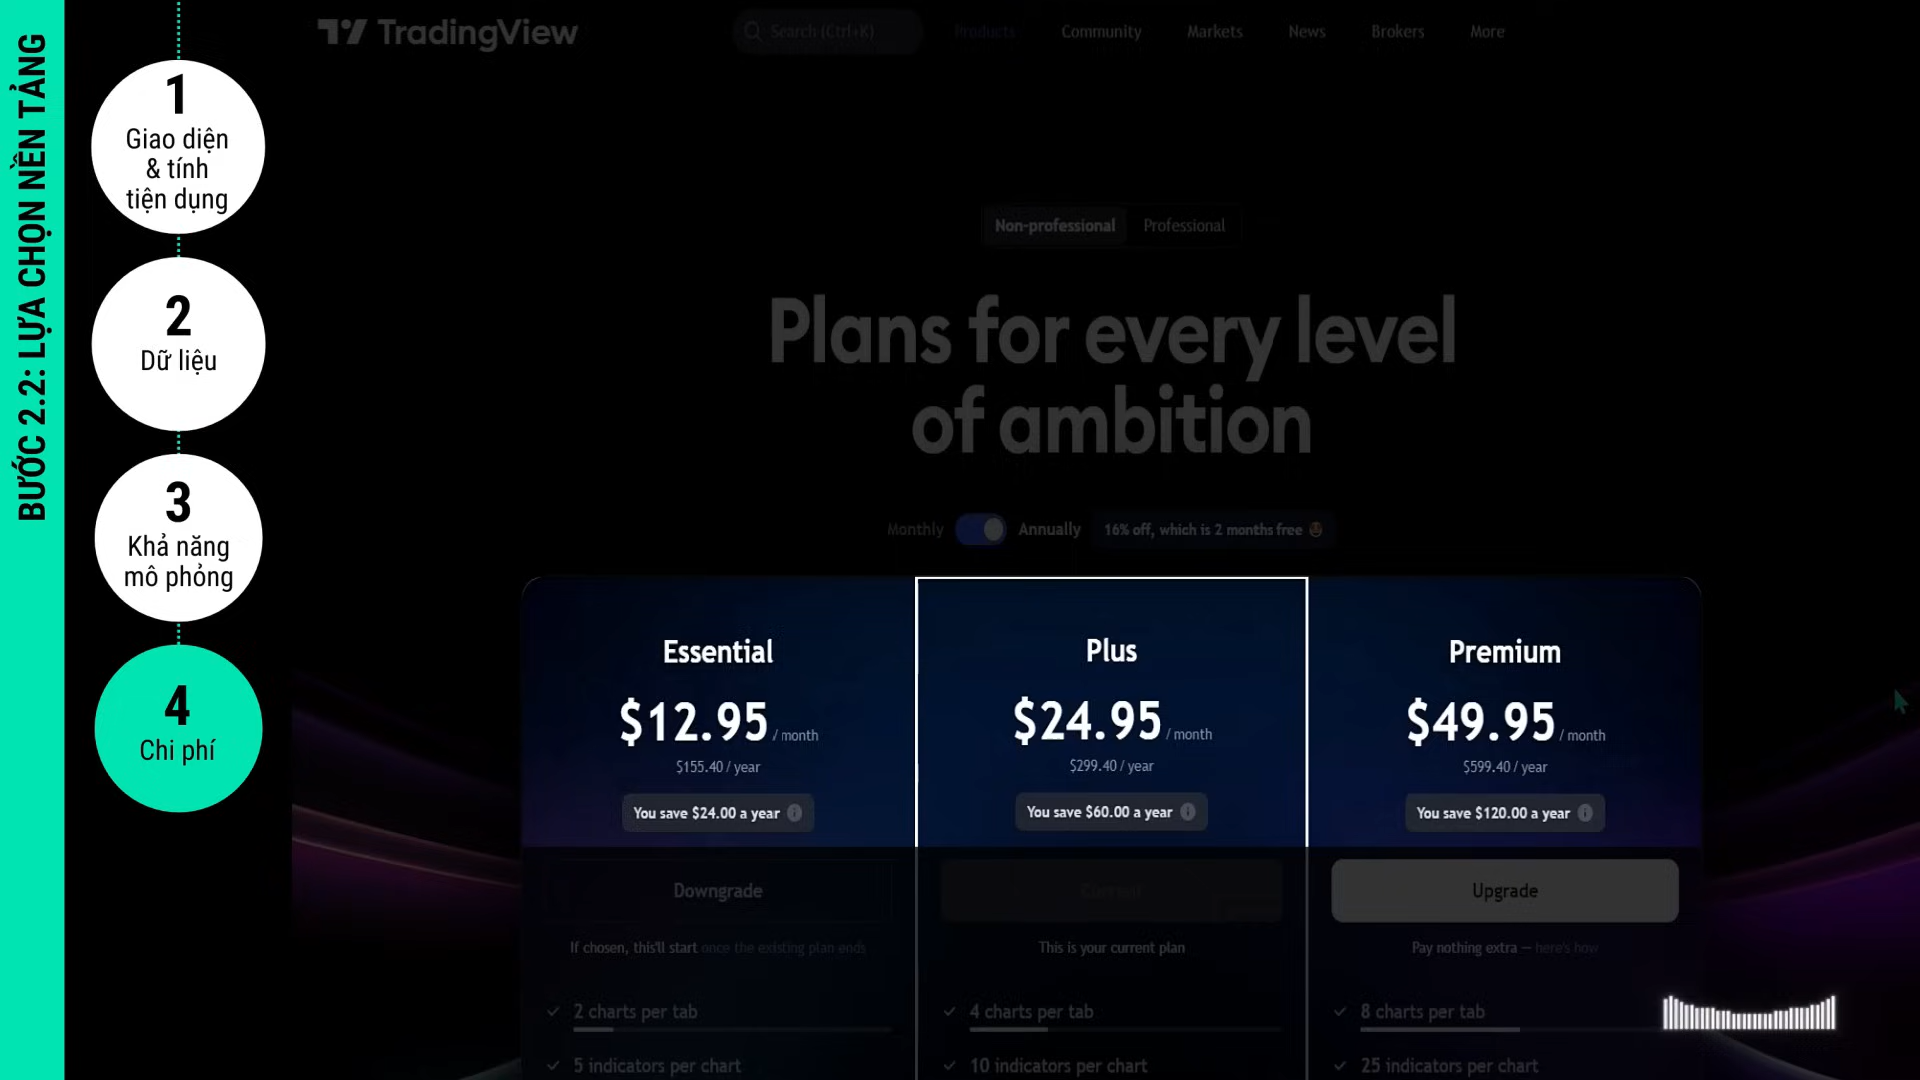 BƯỚC 2.2: LỰA CHỌN NỀN TẢNG
1
Giao diện
& tính
tiện dụng
2
Dữ liệu
3
Khả năng
mô phỏng
4
Chi phí
TradingView
Search (Ctrl+K)
Products
Community
Markets
News
Brokers
More
Non-professional
Professional
Plans for every level
of ambition
Monthly
Annually
16% off, which is 2 months free
Essential
$12.95 / month
$155.40 / year
You save $24.00 a year
Downgrade
If chosen, this'll start once the existing plan ends
2 charts per tab
5 indicators per chart
Plus
$24.95 / month
$299.40 / year
You save $60.00 a year
This is your current plan
4 charts per tab
10 indicators per chart
Premium
$49.95 / month
$599.40 / year
You save $120.00 a year
Upgrade
Pay nothing extra — here's how
8 charts per tab
25 indicators per chart